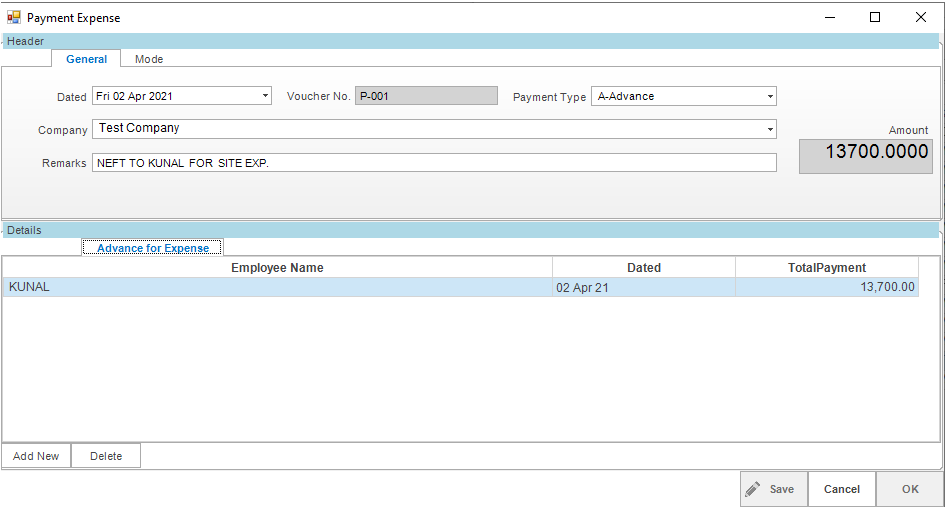 Payment Expense
Header
General Mode
Dated Fri 02 Apr 2021 Voucher No. P-001 Payment Type A-Advance
Company Test Company
Amount
Remarks NEFT TO KUNAL FOR SITE EXP. 13700.0000
Details
Advance for Expense
Employee Name Dated TotalPayment
KUNAL 02 Apr 21 13,700.00
Add New Delete
Save Cancel OK